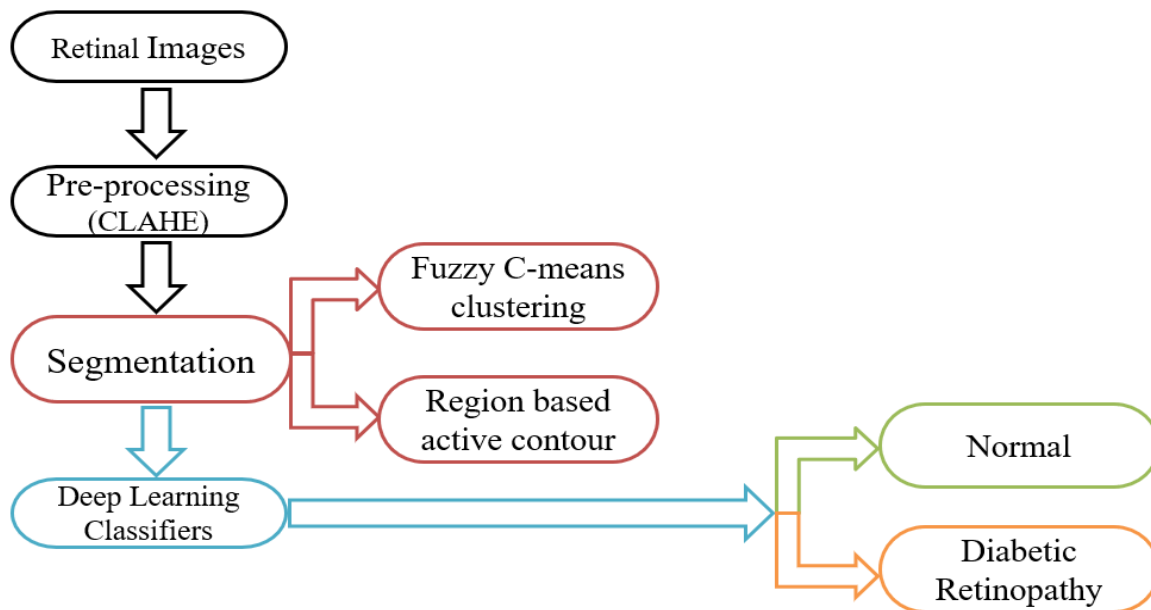 Retinal Images
Pre-processing
(CLAHE)
Segmentation
Fuzzy C-means
clustering
Region based
active contour
Deep Learning
Classifiers
Normal
Diabetic
Retinopathy